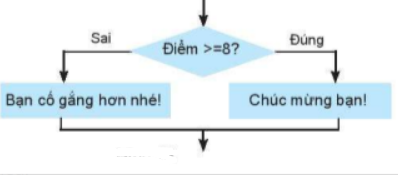 Điểm >=8?
Sai
Đúng
Bạn cố gắng hơn nhé!
Chúc mừng bạn!